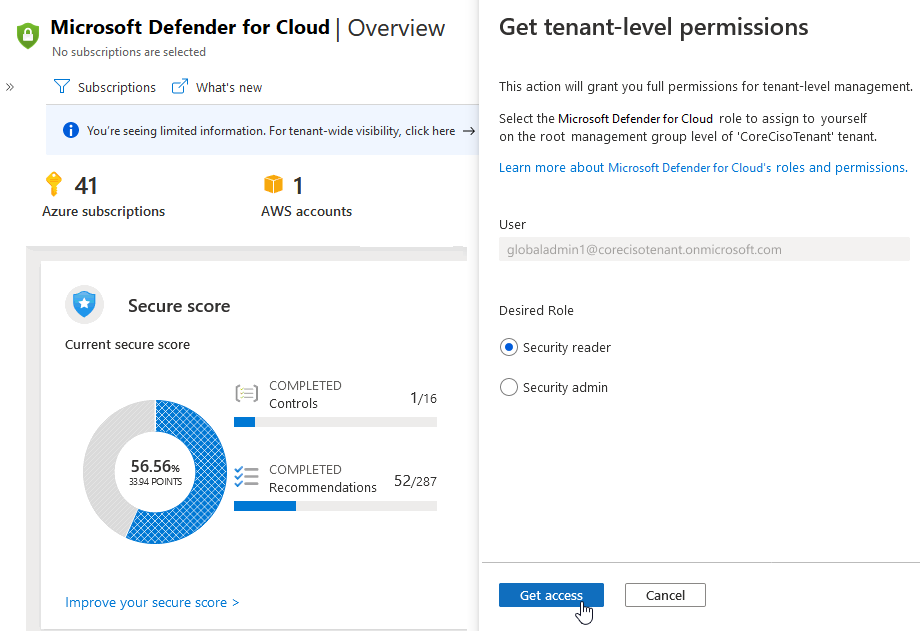 Microsoft Defender for Cloud | Overview
No subscriptions are selected
»
Subscriptions
What's new
You're seeing limited information. For tenant-wide visibility, click here →
41
Azure subscriptions
1
AWS accounts
Secure score
Current secure score
56.56%
33.94 POINTS
COMPLETED
Controls
1/16
COMPLETED
Recommendations
52/287
Improve your secure score >
Get tenant-level permissions
This action will grant you full permissions for tenant-level management.
Select the Microsoft Defender for Cloud role to assign to yourself
on the root management group level of 'CoreCisoTenant' tenant.
Learn more about Microsoft Defender for Cloud's roles and permissions.
User
globaladmin1@corecisotenant.onmicrosoft.com
Desired Role
Security reader
Security admin
Get access
Cancel